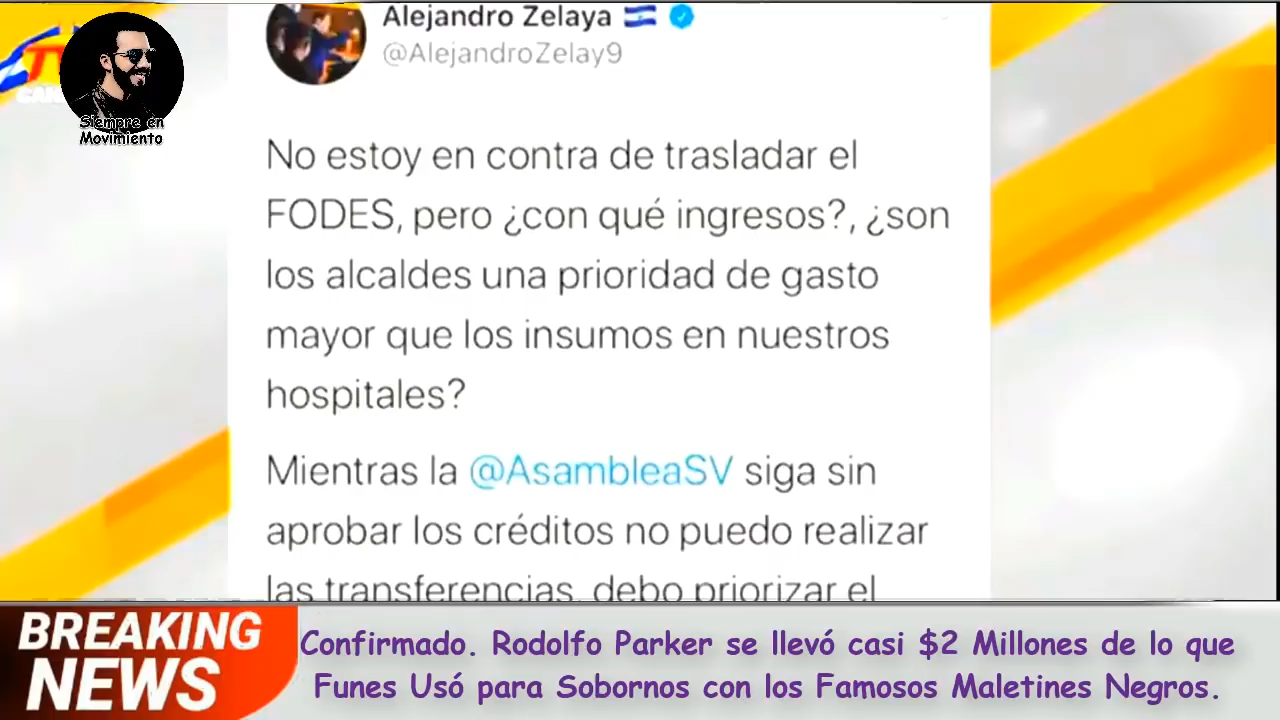 Alejandro Zelaya
@AlejandroZelay9
Siempre en
Movimiento
No estoy en contra de trasladar el
FODES, pero ¿con qué ingresos?, ¿son
los alcaldes una prioridad de gasto
mayor que los insumos en nuestros
hospitales?
Mientras la @AsambleaSV siga sin
aprobar los créditos no puedo realizar
las transferencias, debo priorizar el
BREAKING
NEWS
Confirmado. Rodolfo Parker se llevó casi $2 Millones de lo que
Funes Usó para Sobornos con los Famosos Maletines Negros.